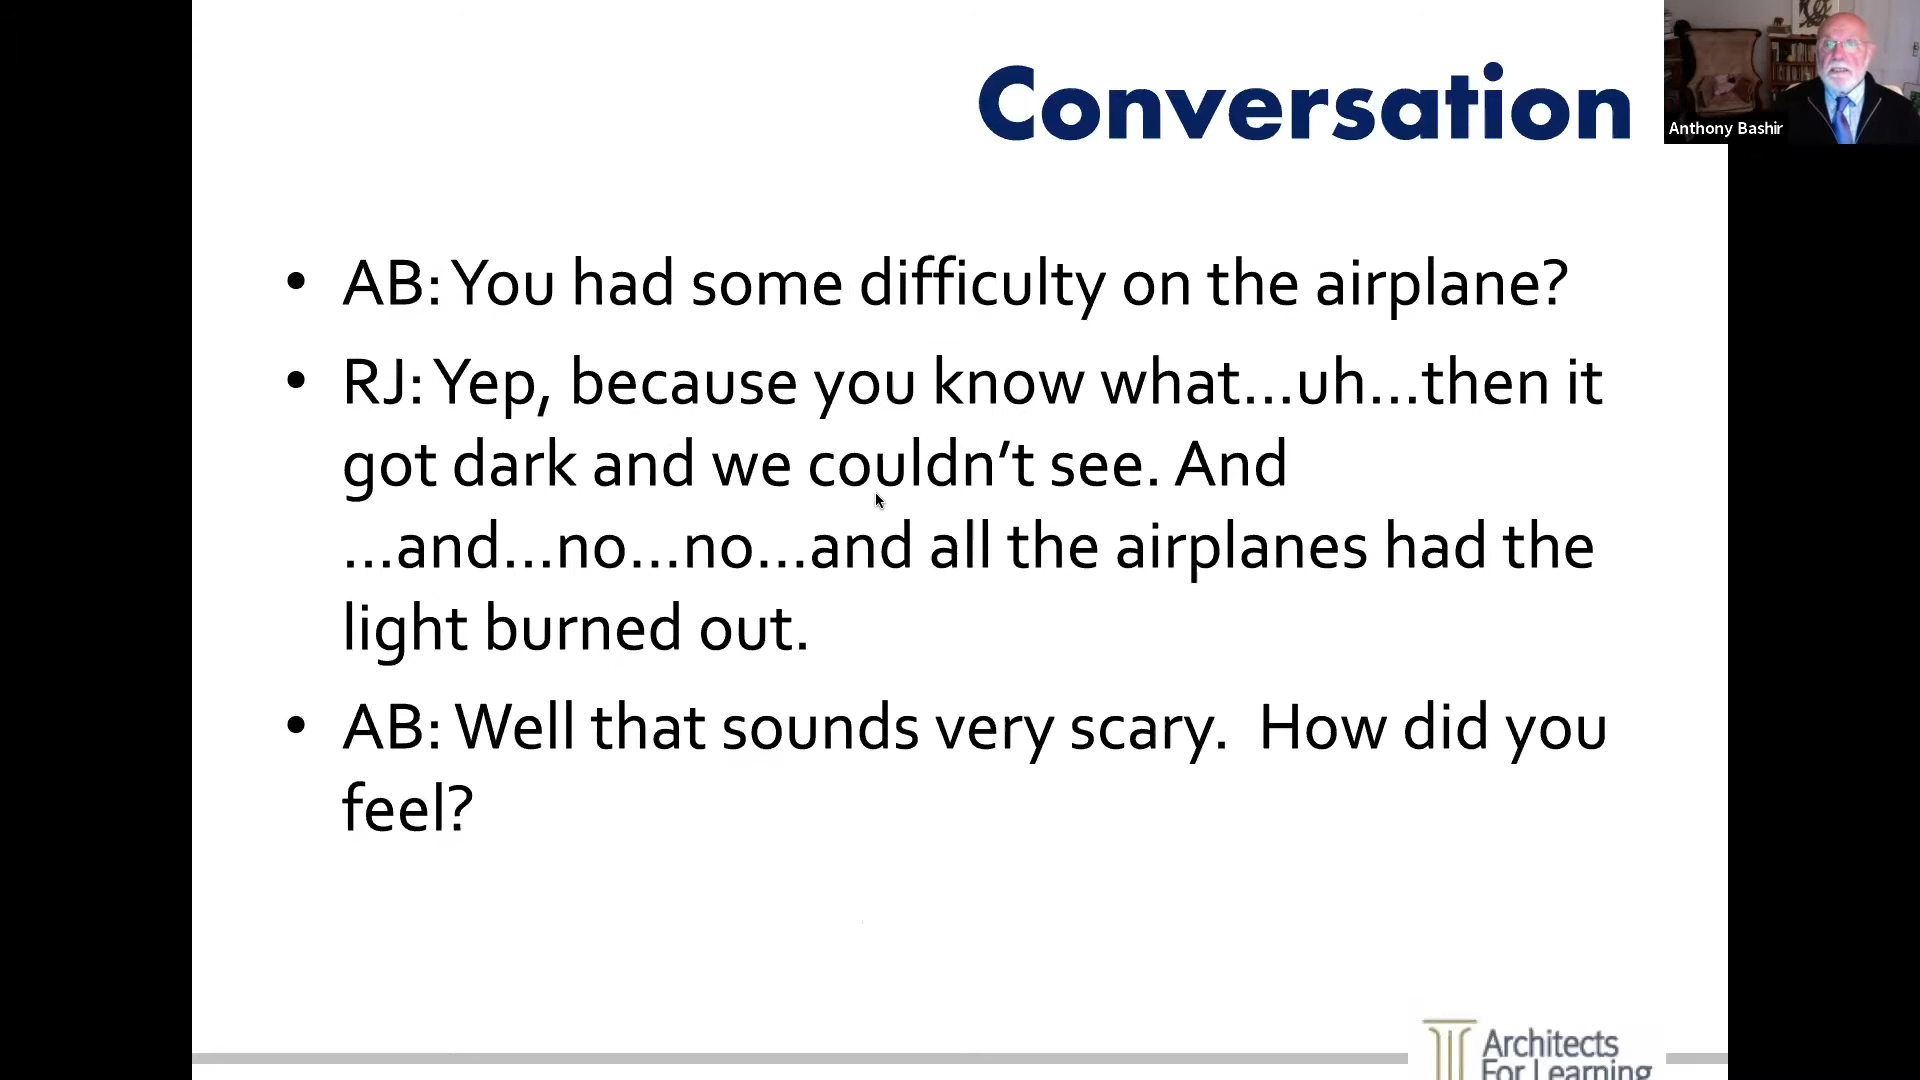 Conversation
Anthony Bashir
• AB: You had some difficulty on the airplane?
• RJ: Yep, because you know what…uh…then it
got dark and we couldn’t see. And
…and…no…no…and all the airplanes had the
light burned out.
• AB: Well that sounds very scary.  How did you
feel?
Architects
For Learning